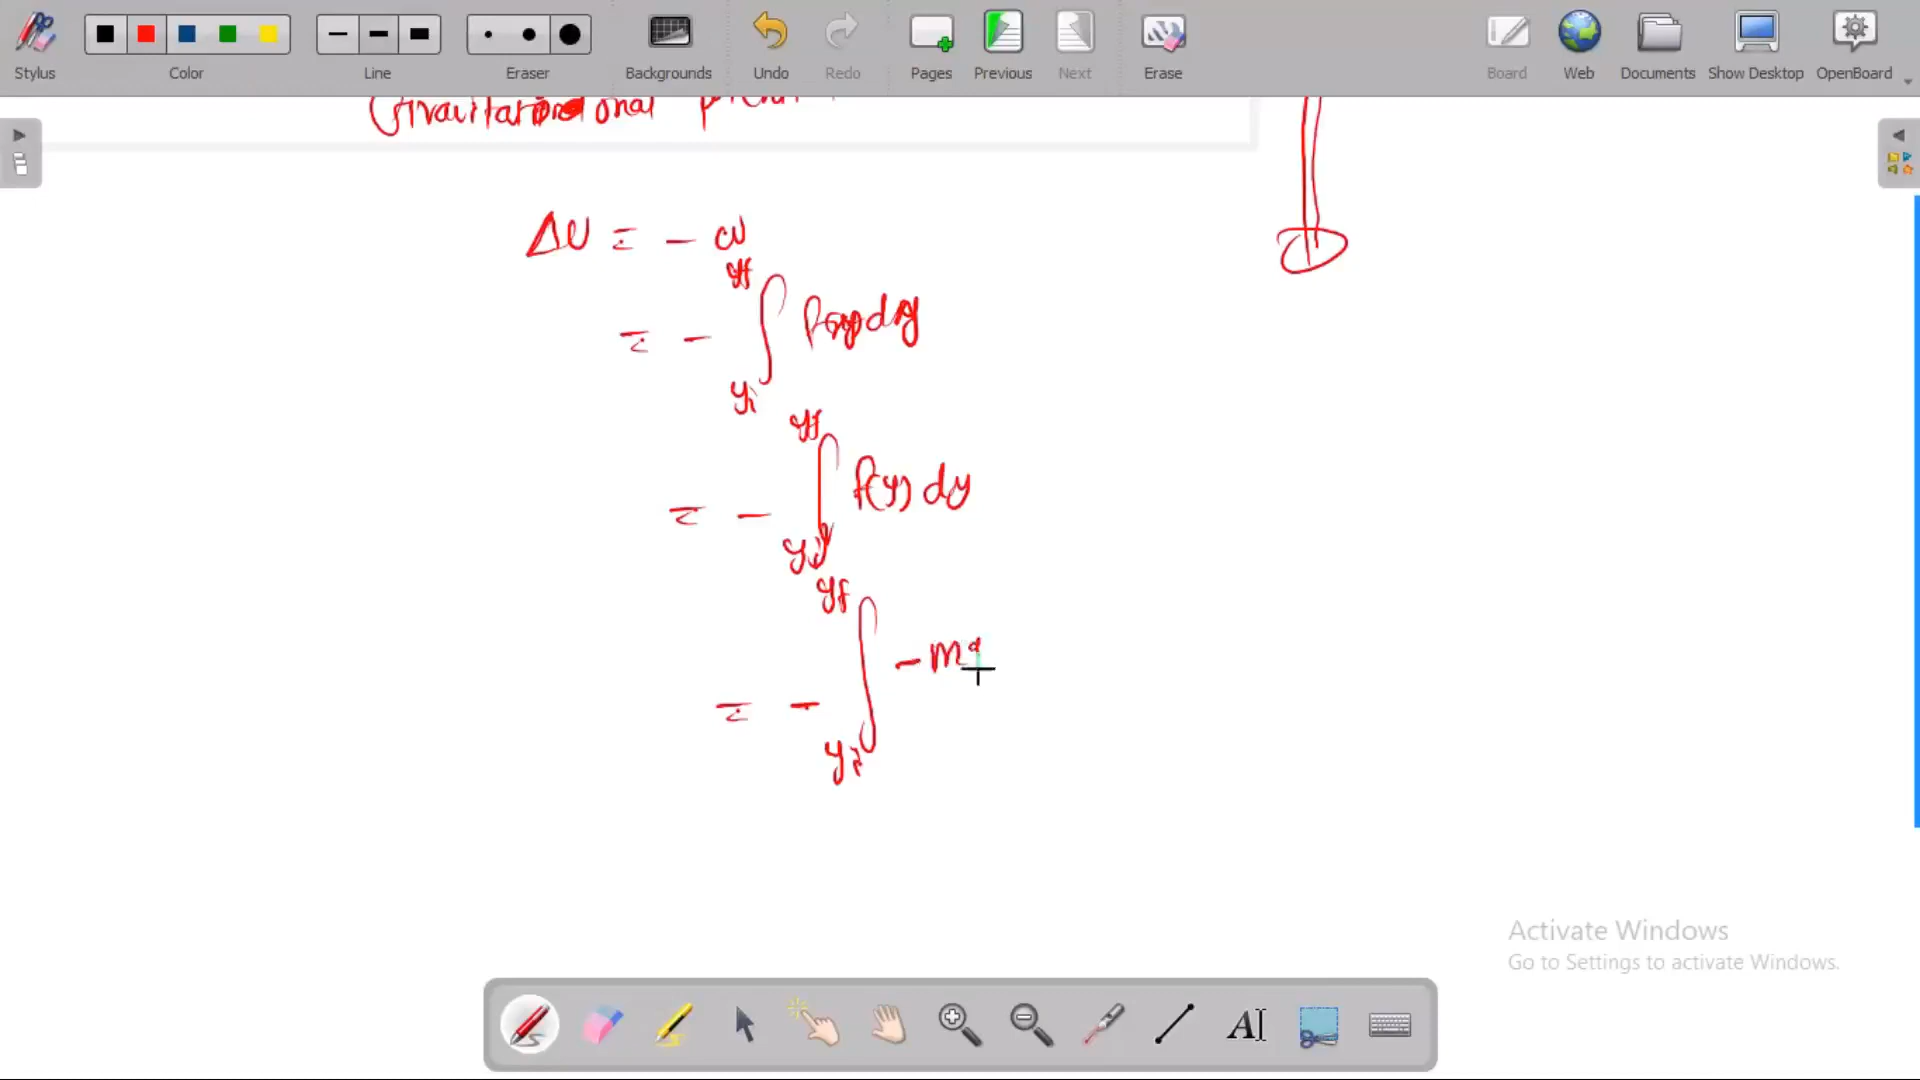 Stylus Color Line Eraser Backgrounds Undo Redo Pages Previous Next Erase Board Web Documents Show Desktop OpenBoard
ΔU = - W
= - ∫ dy
yf
yi
= - ∫ F(y) dy
yf
yi
= - ∫ - mg
yf
yi
Activate Windows
Go to Settings to activate Windows.